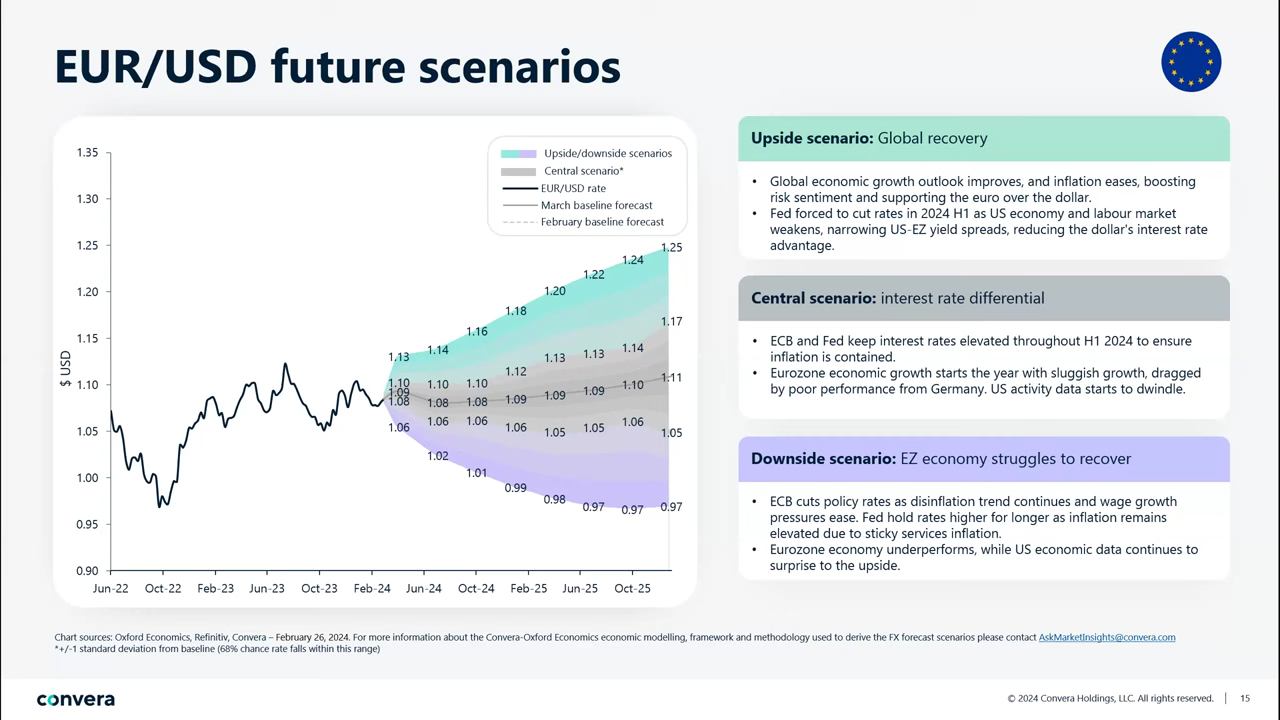 EUR/USD future scenarios
1.35
1.30
1.25
1.20
1.15
1.10
1.05
1.00
0.95
0.90
$ USD
Upside/downside scenarios
Central scenario*
EUR/USD rate
March baseline forecast
February baseline forecast
1.13 1.14 1.16 1.18 1.20 1.22 1.24 1.25
1.10 1.10 1.10 1.12 1.13 1.13 1.14 1.17
1.09
1.08 1.08 1.08 1.09 1.09 1.09 1.10 1.11
1.06 1.06 1.06 1.05 1.05 1.06 1.05
1.06 1.02 1.01 0.99 0.98 0.97 0.97 0.97
Jun-22 Oct-22 Feb-23 Jun-23 Oct-23 Feb-24 Jun-24 Oct-24 Feb-25 Jun-25 Oct-25
Upside scenario: Global recovery
• Global economic growth outlook improves, and inflation eases, boosting
risk sentiment and supporting the euro over the dollar.
• Fed forced to cut rates in 2024 H1 as US economy and labour market
weakens, narrowing US-EZ yield spreads, reducing the dollar's interest rate
advantage.
Central scenario: interest rate differential
• ECB and Fed keep interest rates elevated throughout H1 2024 to ensure
inflation is contained.
• Eurozone economic growth starts the year with sluggish growth, dragged
by poor performance from Germany. US activity data starts to dwindle.
Downside scenario: EZ economy struggles to recover
• ECB cuts policy rates as disinflation trend continues and wage growth
pressures ease. Fed hold rates higher for longer as inflation remains
elevated due to sticky services inflation.
• Eurozone economy underperforms, while US economic data continues to
surprise to the upside.
Chart sources: Oxford Economics, Refinitiv, Convera – February 26, 2024. For more information about the Convera-Oxford Economics economic modelling, framework and methodology used to derive the FX forecast scenarios please contact AskMarketInsights@convera.com
*+/-1 standard deviation from baseline (68% chance rate falls within this range)
convera
© 2024 Convera Holdings, LLC. All rights reserved. | 15